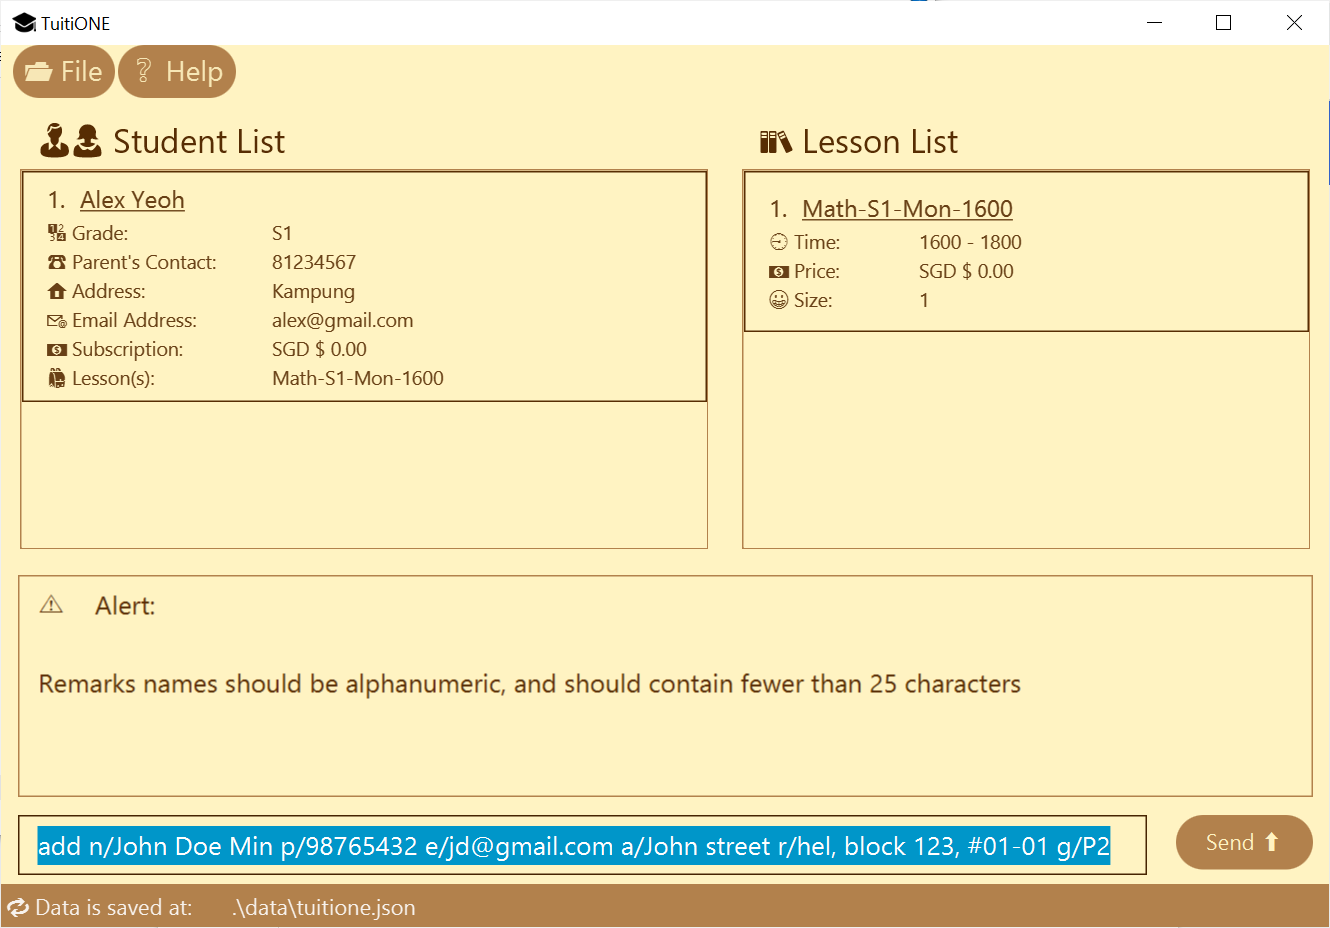 TuitiONE
File Help
Student List
1. Alex Yeoh
Grade: S1
Parent's Contact: 81234567
Address: Kampung
Email Address: alex@gmail.com
Subscription: SGD $ 0.00
Lesson(s): Math-S1-Mon-1600
Lesson List
1. Math-S1-Mon-1600
Time: 1600 - 1800
Price: SGD $ 0.00
Size: 1
Alert:
Remarks names should be alphanumeric, and should contain fewer than 25 characters
add n/John Doe Min p/98765432 e/jd@gmail.com a/John street r/hel, block 123, #01-01 g/P2
Send
Data is saved at: .\data\tuitione.json